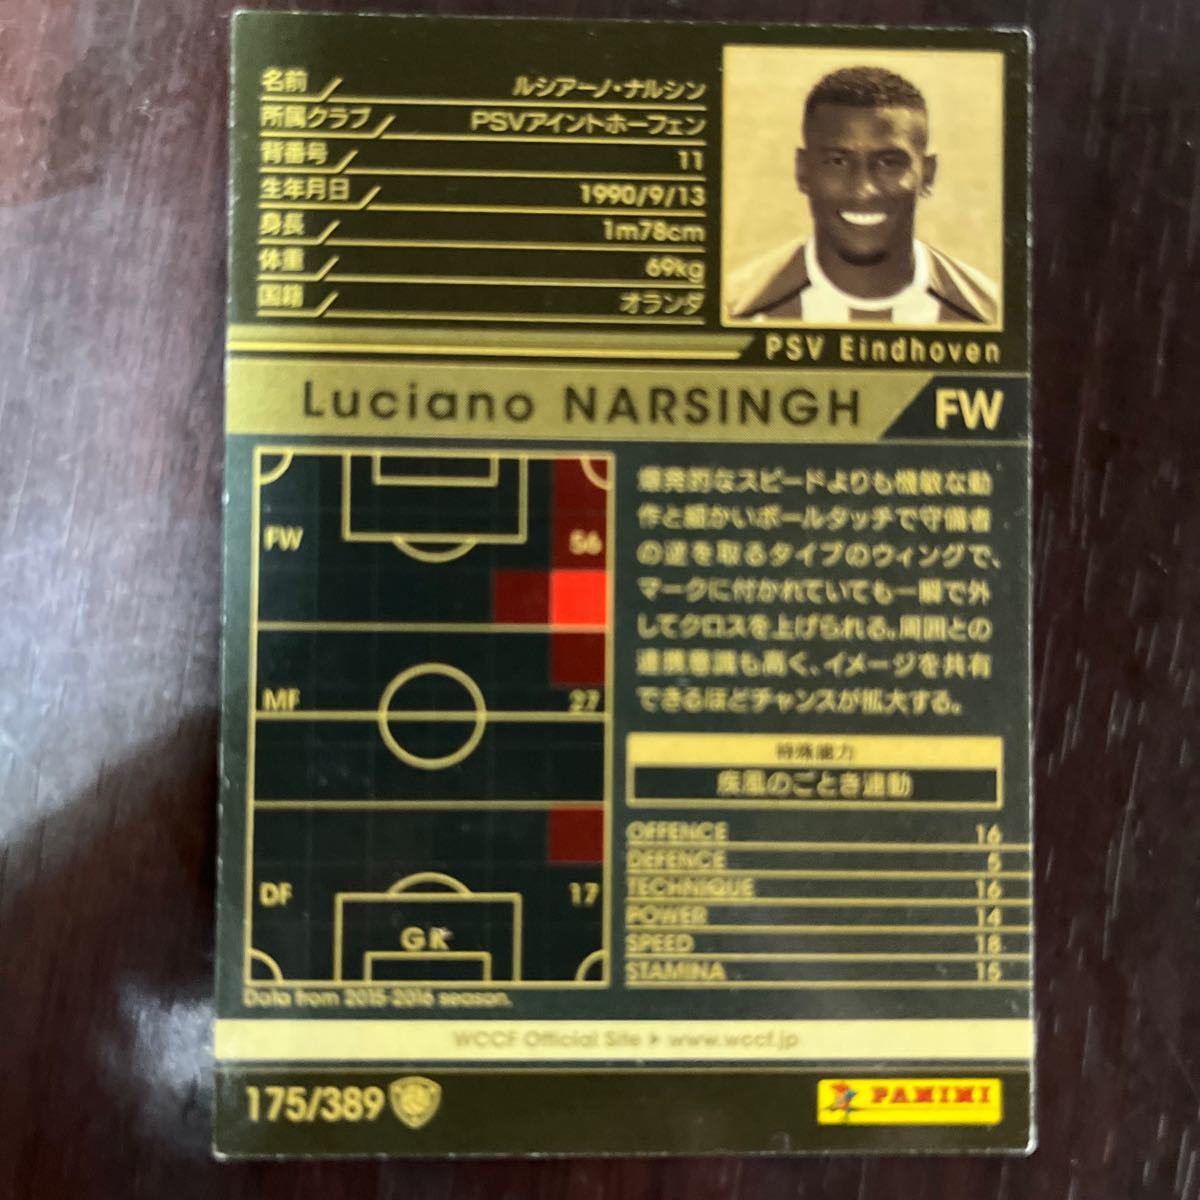 名前 ルシアーノ・ナルシン
所属クラブ PSVアイントホーフェン
背番号 11
生年月日 1990/9/13
身長 1m78cm
体重 69kg
国籍 オランダ
PSV Eindhoven
Luciano NARSINGH FW
FW 56
MF 27
DF 17
GK
Data from 2015-2016 season.
爆発的なスピードよりも機敏な動
作と細かいボールタッチで守備者
の逆を取るタイプのウィングで、
マークに付かれていても一瞬で外
してクロスを上げられる。周囲との
連携意識も高く、イメージを共有
できるほどチャンスが拡大する。
特殊能力
疾風のごとき連動
OFFENCE 16
DEFENCE 5
TECHNIQUE 16
POWER 14
SPEED 18
STAMINA 15
WCCF Official Site ▶ www.wccf.jp
175/389
PANINI